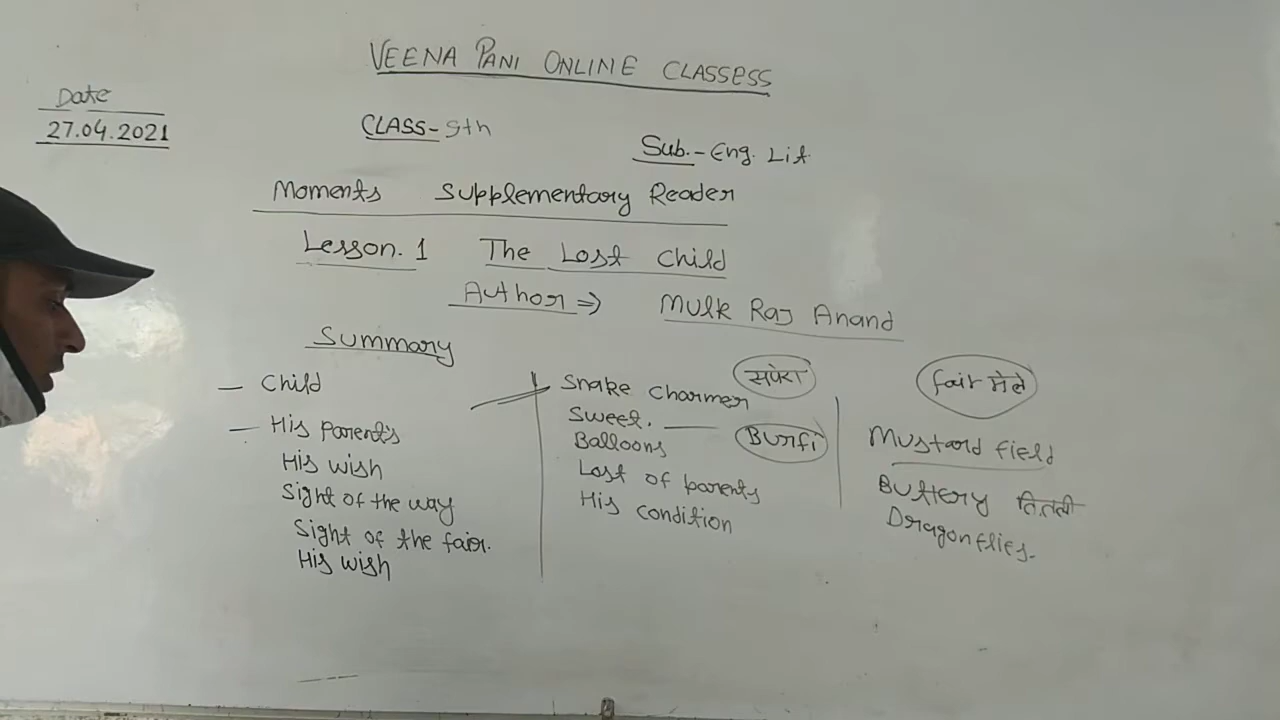 VEENA PANI ONLINE CLASSESS
Date
27.04.2021
CLASS-9th
Sub.-Eng. Lit.
Moments Supplementary Reader
Lesson.1 The Lost Child
Author ⇒ Mulk Raj Anand
Summary
- Child
- His Parent's
His wish
Sight of the way
Sight of the fair.
His wish
Snake charmer सपेरा
Sweet. Burfi
Balloons
Lost of parents
His condition
fair मेले
Mustard field
Buttery तितली
Dragonflies.